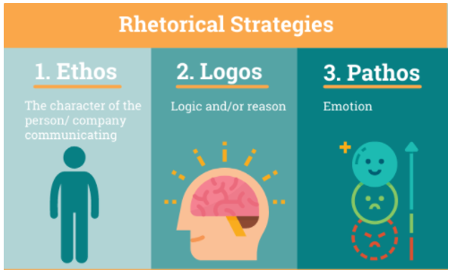 Rhetorical Strategies
1. Ethos
The character of the
person/ company
communicating
2. Logos
Logic and/or reason
3. Pathos
Emotion